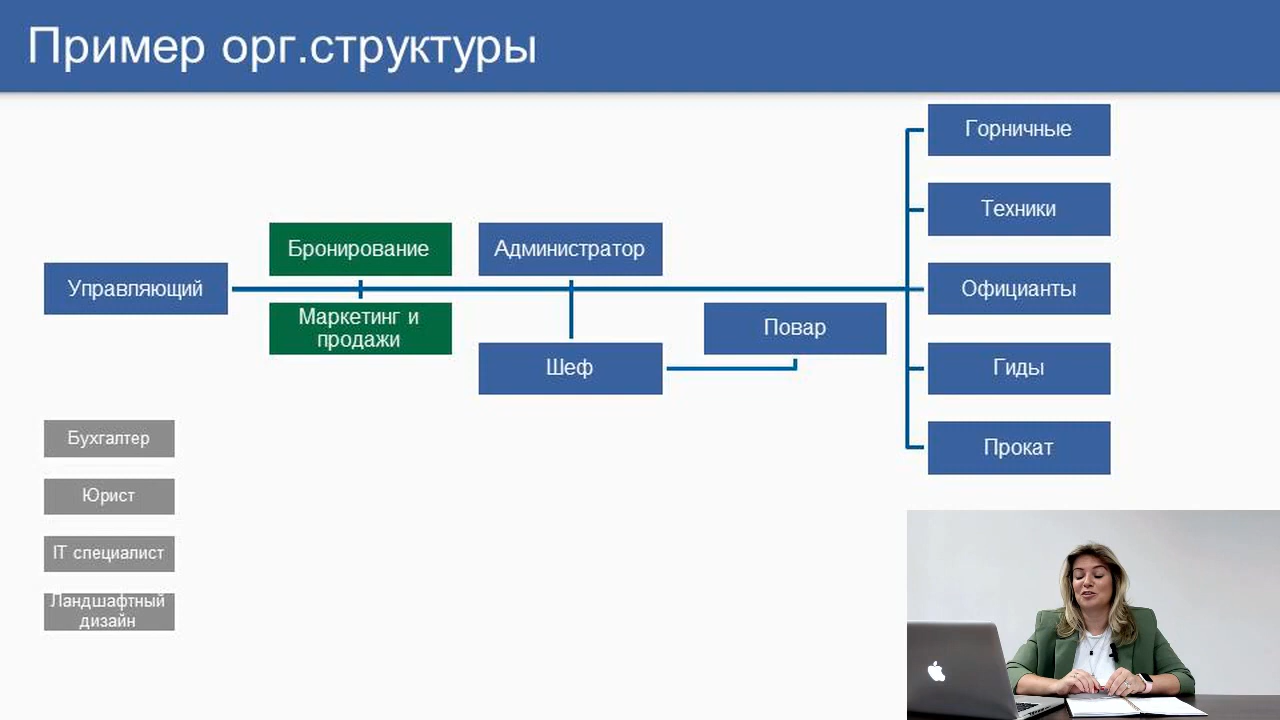 Пример орг.структуры
Горничные
Техники
Бронирование
Администратор
Управляющий
Официанты
Маркетинг и
продажи
Повар
Шеф
Гиды
Бухгалтер
Прокат
Юрист
IT специалист
Ландшафтный
дизайн